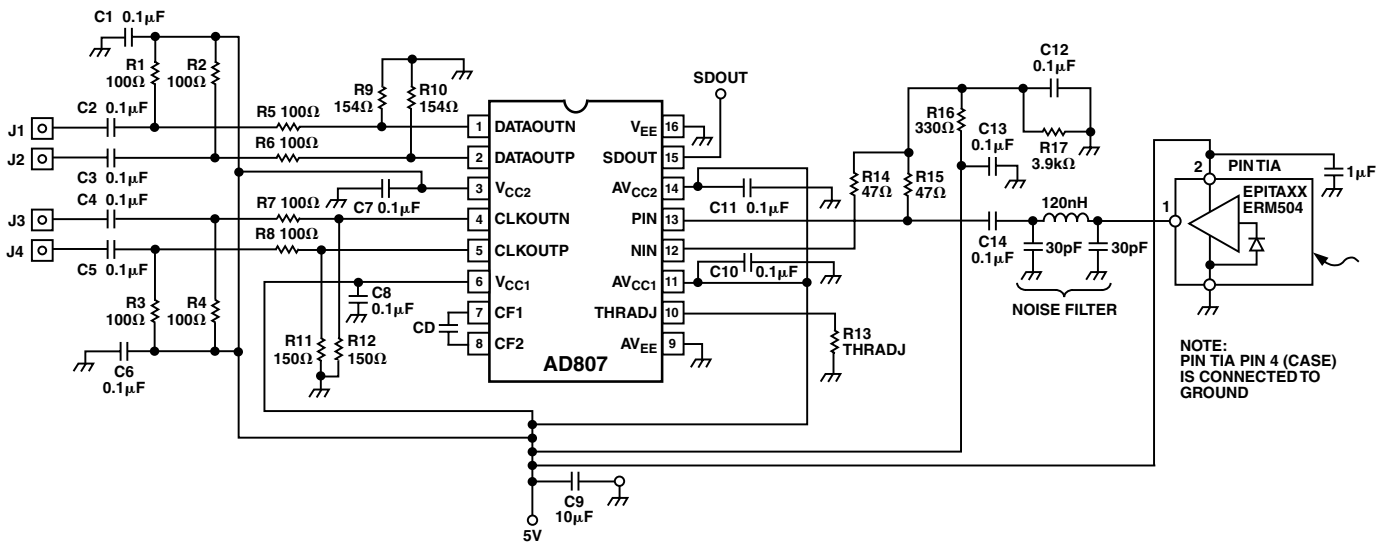 C1 0.1µF
R1
100Ω
R2
100Ω
C2 0.1µF
J1
J2
C3 0.1µF
C4 0.1µF
J3
J4
C5 0.1µF
R3
100Ω
R4
100Ω
C6
0.1µF
R5 100Ω
R6 100Ω
R7 100Ω
R8 100Ω
R9
154Ω
R10
154Ω
C7 0.1µF
C8
0.1µF
R11
150Ω
R12
150Ω
CD
1 DATAOUTN
2 DATAOUTP
3 VCC2
4 CLKOUTN
5 CLKOUTP
6 VCC1
7 CF1
8 CF2
VEE 16
SDOUT 15
AVCC2 14
PIN 13
NIN 12
AVCC1 11
THRADJ 10
AVEE 9
AD807
SDOUT
C11 0.1µF
C10 0.1µF
R13
THRADJ
R14
47Ω
R15
47Ω
R16
330Ω
C13
0.1µF
C12
0.1µF
R17
3.9kΩ
C14
0.1µF
120nH
30pF
30pF
NOISE FILTER
2
PIN TIA
1µF
1
EPITAXX
ERM504
NOTE:
PIN TIA PIN 4 (CASE)
IS CONNECTED TO
GROUND
C9
10µF
5V